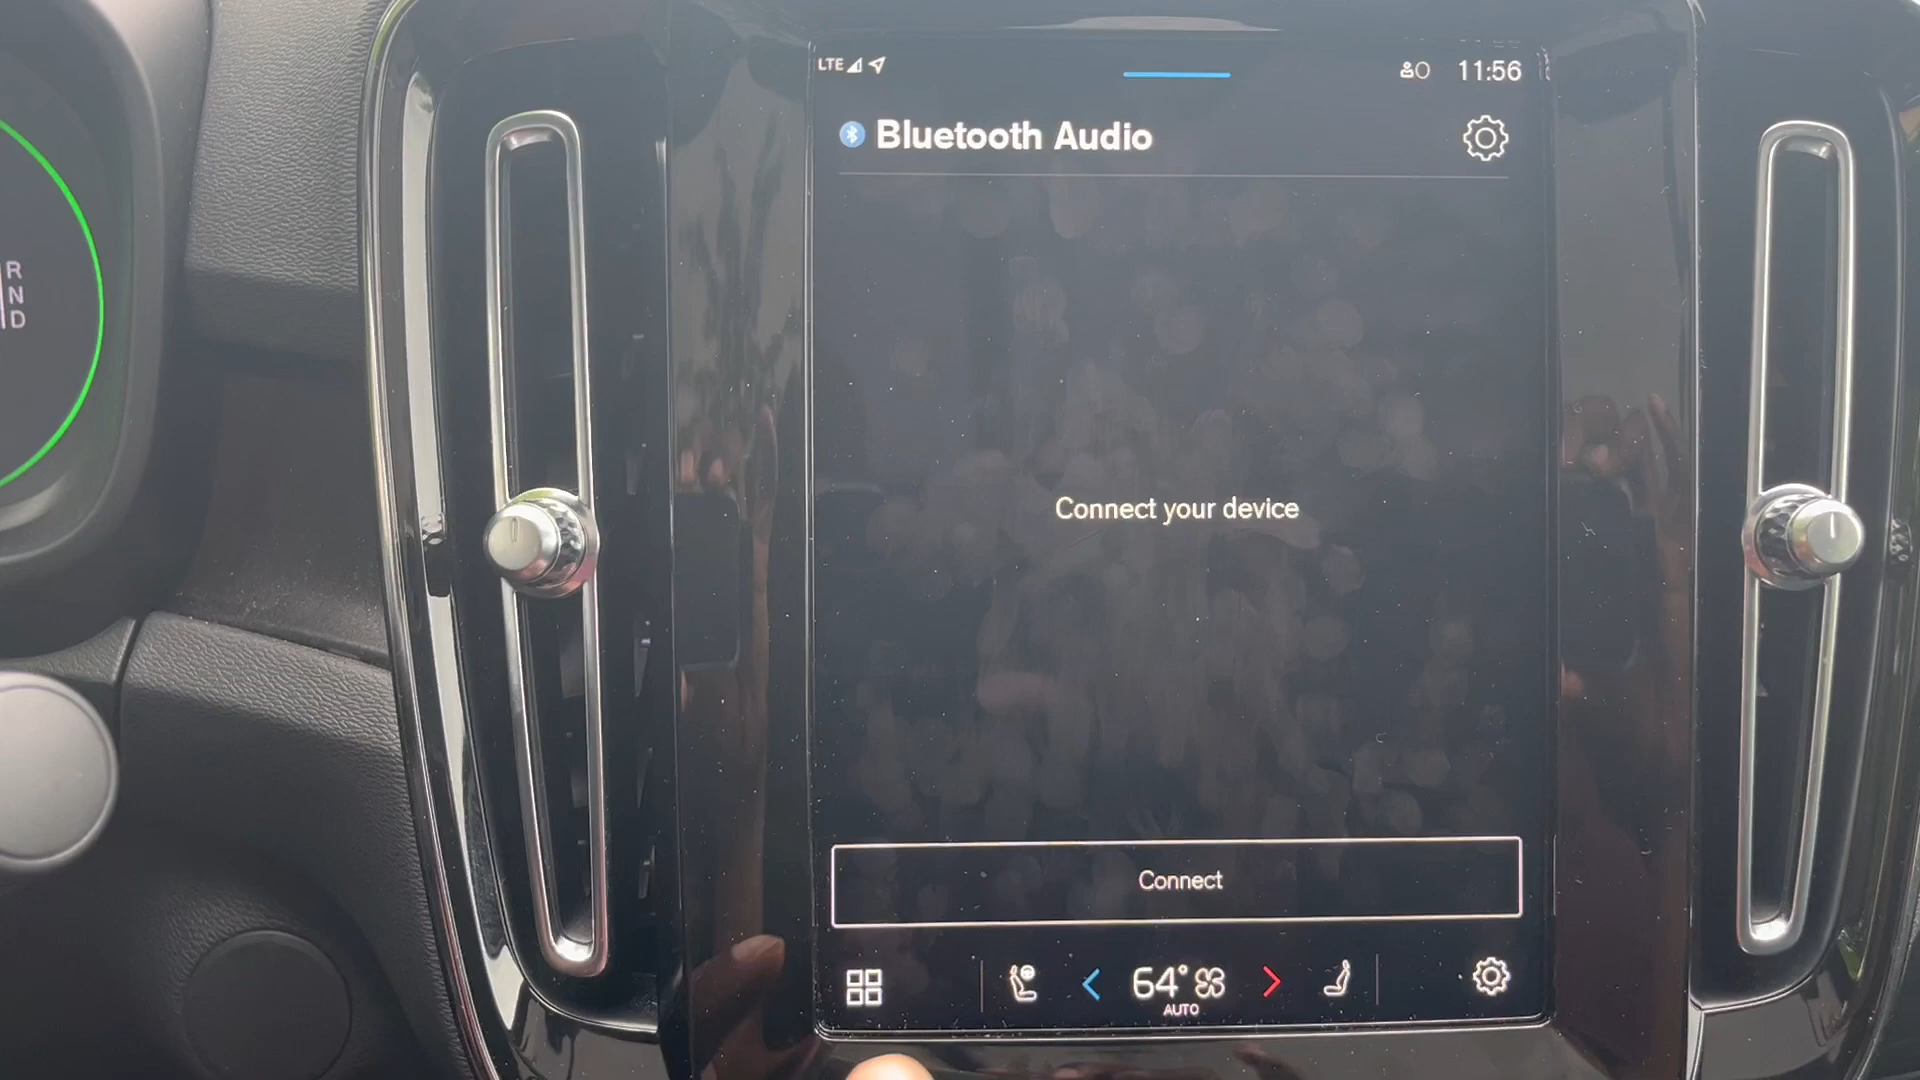 R
N
D
LTE
11:56
Bluetooth Audio
Connect your device
Connect
64°
AUTO